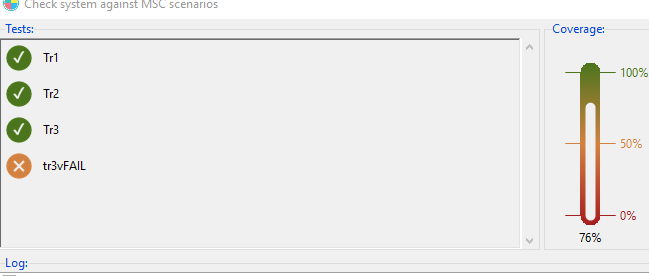 Check system against MSC scenarios
Tests:
Coverage:
Tr1
Tr2
Tr3
tr3vFAIL
100%
50%
0%
76%
Log: